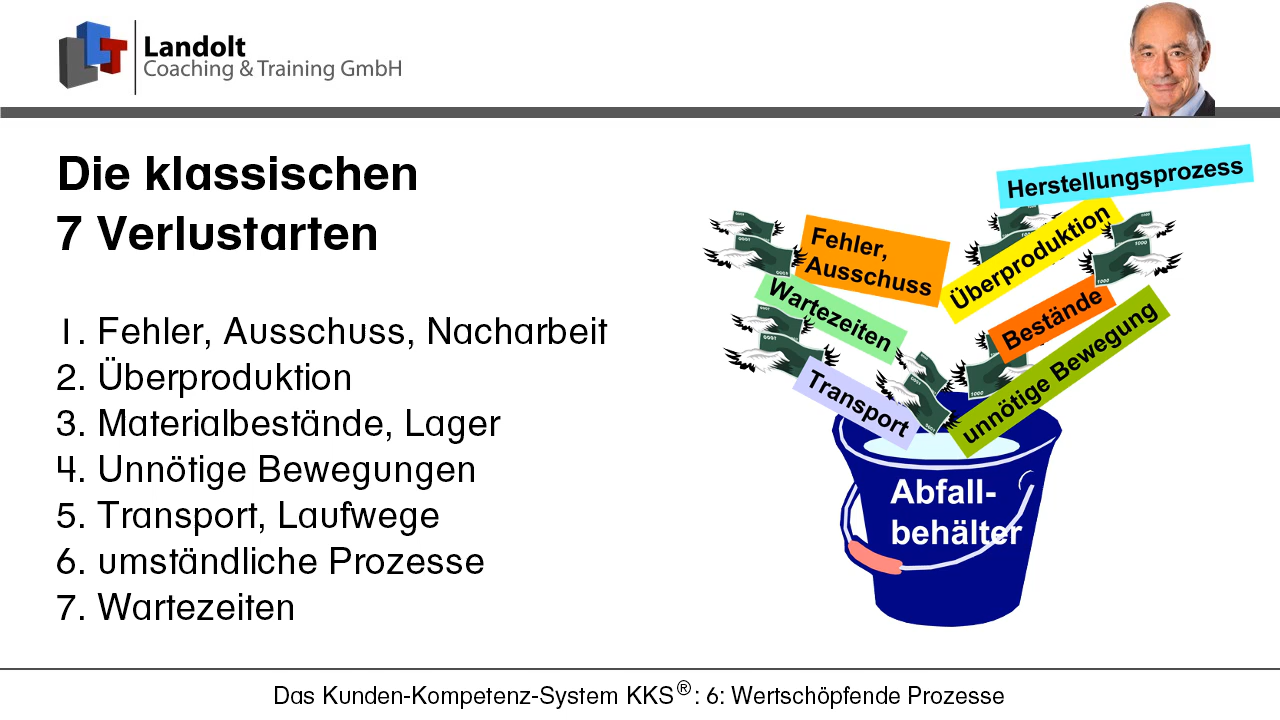 Landolt
Coaching & Training GmbH
Die klassischen
7 Verlustarten
1. Fehler, Ausschuss, Nacharbeit
2. Überproduktion
3. Materialbestände, Lager
4. Unnötige Bewegungen
5. Transport, Laufwege
6. umständliche Prozesse
7. Wartezeiten
Herstellungsprozess
Fehler,
Ausschuss
Überproduktion
Wartezeiten
Bestände
Transport
unnötige Bewegung
Abfall-
behälter
Das Kunden-Kompetenz-System KKS®: 6: Wertschöpfende Prozesse